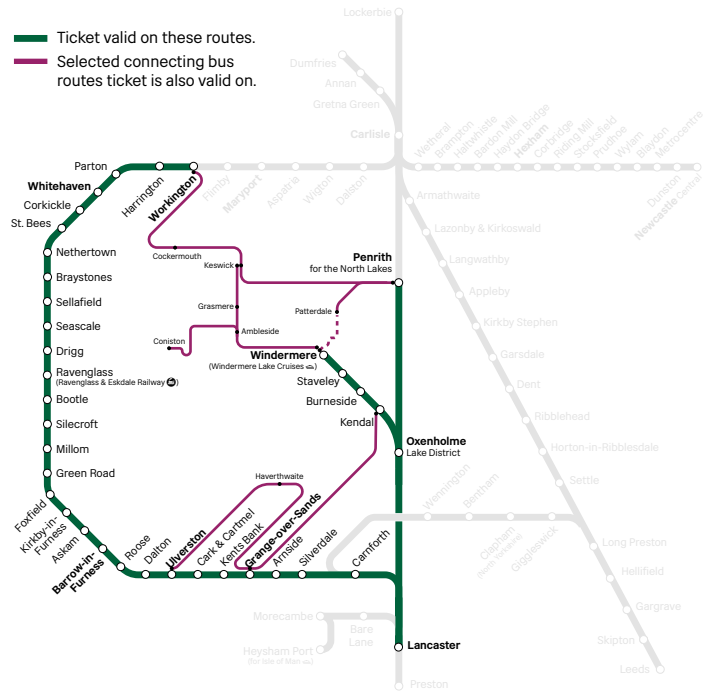 Lockerbie
Ticket valid on these routes.
Selected connecting bus
routes ticket is also valid on.
Dumfries
Annan
Gretna Green
Carlisle
Wetheral
Brampton
Haltwhistle
Bardon Mill
Haydon Bridge
Hexham
Corbridge
Riding Mill
Stocksfield
Prudhoe
Wylam
Blaydon
Metrocentre
Dunston
Newcastle Central
Parton
Harrington
Workington
Flimby
Maryport
Aspatria
Wigton
Dalston
Whitehaven
Corkickle
St. Bees
Armathwaite
Lazonby & Kirkoswald
Langwathby
Appleby
Kirkby Stephen
Garsdale
Dent
Ribblehead
Horton-in-Ribblesdale
Settle
Nethertown
Braystones
Sellafield
Seascale
Drigg
Ravenglass
(Ravenglass & Eskdale Railway)
Bootle
Silecroft
Millom
Green Road
Cockermouth
Keswick
Penrith
for the North Lakes
Grasmere
Patterdale
Ambleside
Coniston
Windermere
(Windermere Lake Cruises)
Staveley
Burneside
Kendal
Oxenholme
Lake District
Foxfield
Kirkby-in-
Furness
Askam
Barrow-in-
Furness
Roose
Dalton
Ulverston
Haverthwaite
Cark & Cartmel
Kents Bank
Grange-over-Sands
Arnside
Silverdale
Carnforth
Wennington
Bentham
Clapham
(North Yorkshire)
Giggleswick
Long Preston
Hellifield
Gargrave
Skipton
Leeds
Morecambe
Bare
Lane
Heysham Port
(for Isle of Man)
Lancaster
Preston